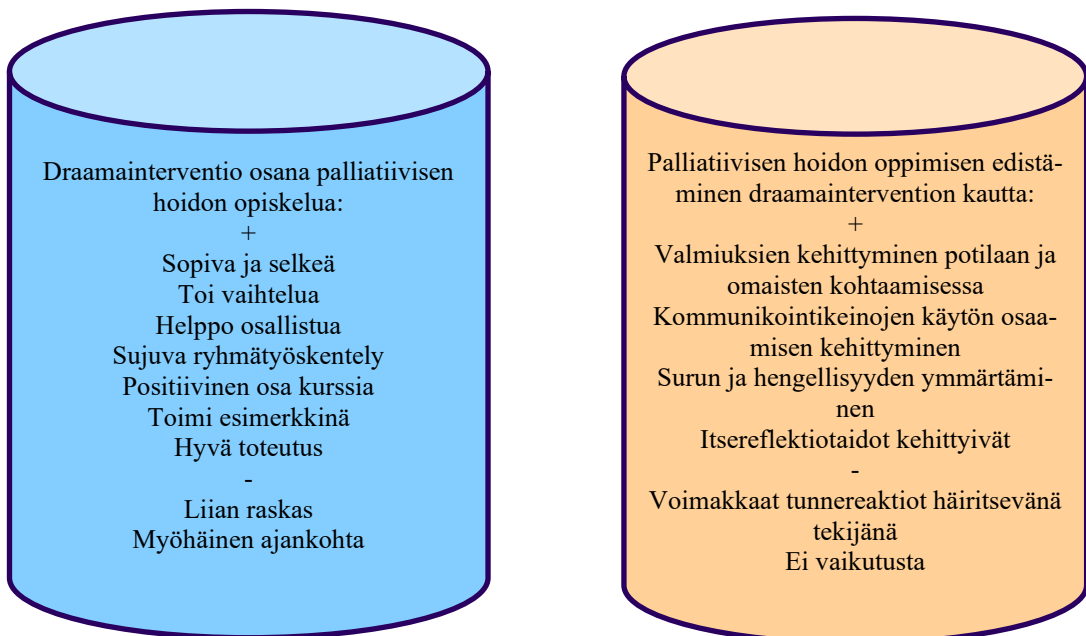 Draamainterventio osana palliatiivisen
hoidon opiskelua:
+
Sopiva ja selkeä
Toi vaihtelua
Helppo osallistua
Sujuva ryhmätyöskentely
Positiivinen osa kurssia
Toimi esimerkkinä
Hyvä toteutus
-
Liian raskas
Myöhäinen ajankohta
Palliatiivisen hoidon oppimisen edistä-
minen draamaintervention kautta:
+
Valmiuksien kehittyminen potilaan ja
omaisten kohtaamisessa
Kommunikointikeinojen käytön osaa-
misen kehittyminen
Surun ja hengellisyyden ymmärtämi-
nen
Itsereflektiotaidot kehittyivät
-
Voimakkaat tunnereaktiot häiritsevänä
tekijänä
Ei vaikutusta